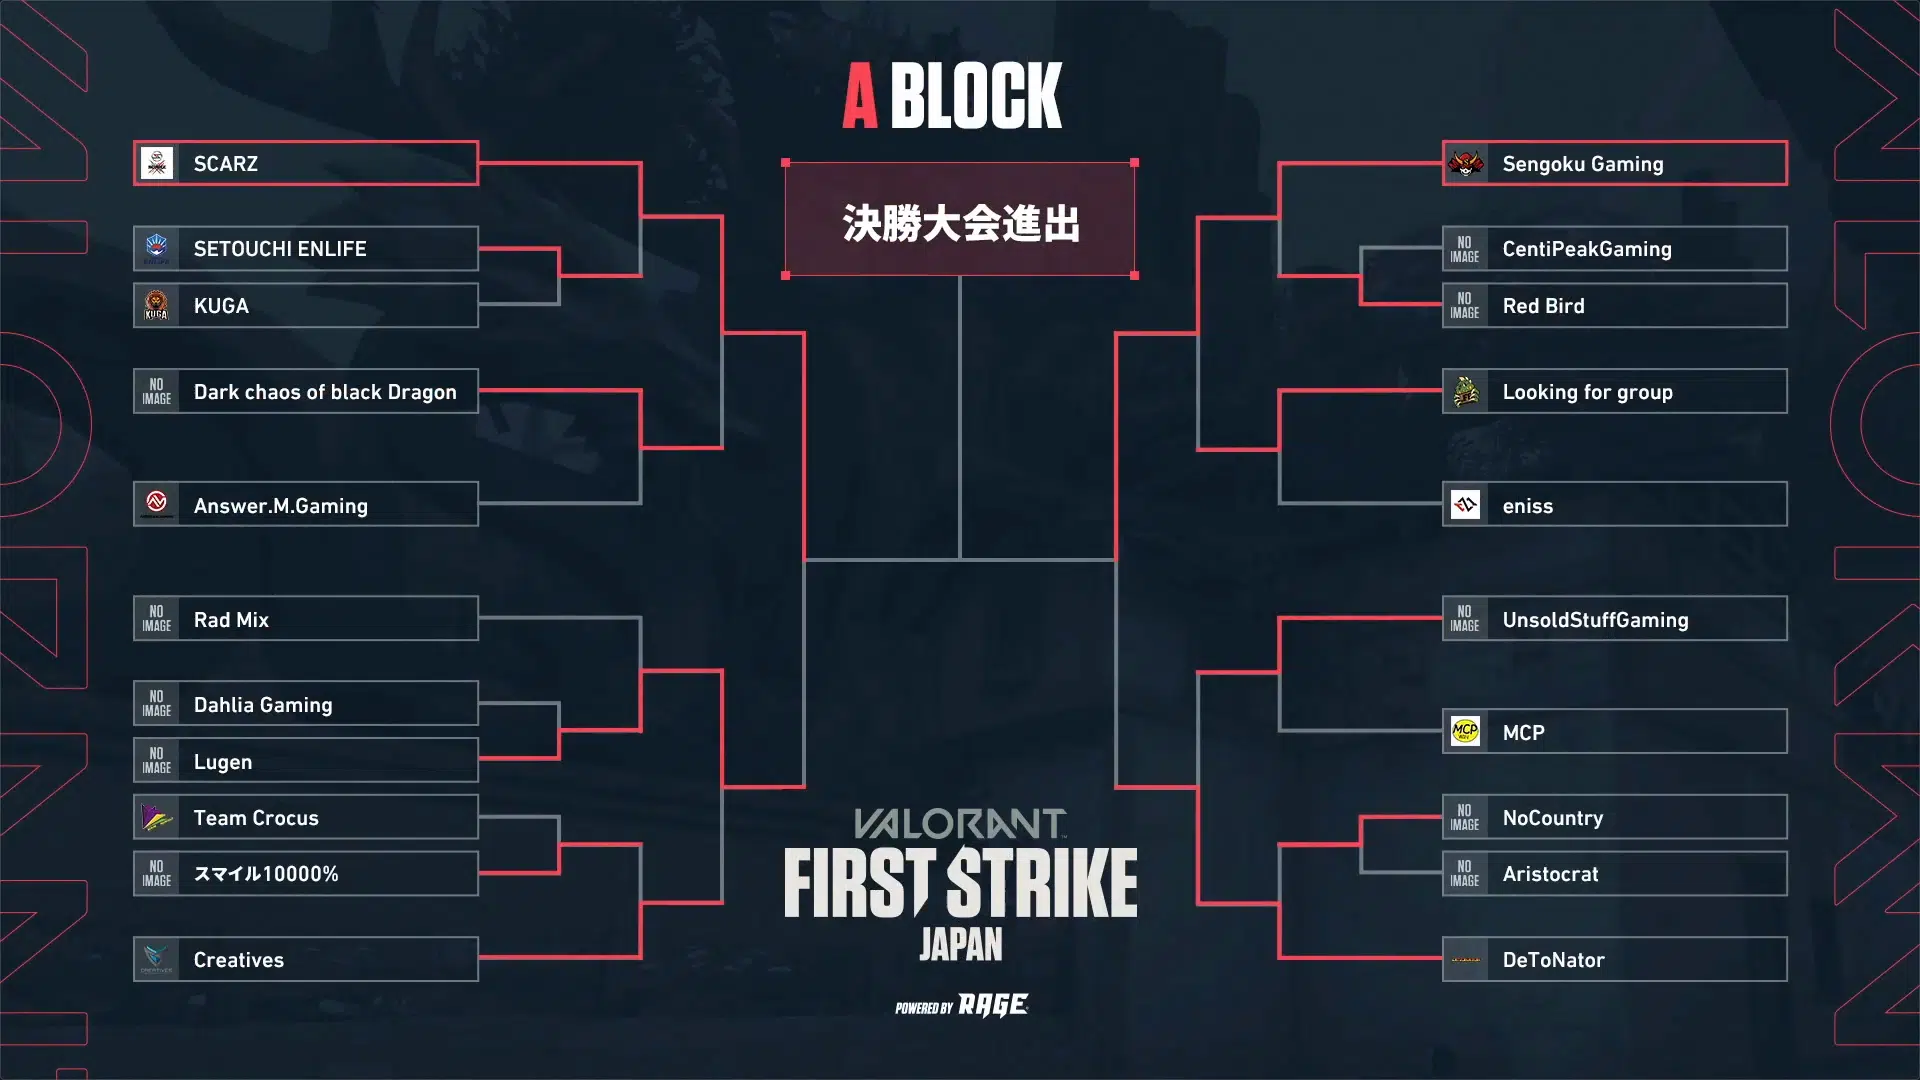 A BLOCK
決勝大会進出
SCARZ
SETOUCHI ENLIFE
KUGA
KUGA
NO IMAGE
Dark chaos of black Dragon
Answer.M.Gaming
NO IMAGE
Rad Mix
NO IMAGE
Dahlia Gaming
NO IMAGE
Lugen
Team Crocus
NO IMAGE
スマイル10000%
Creatives
Sengoku Gaming
NO IMAGE
CentiPeakGaming
NO IMAGE
Red Bird
Looking for group
eniss
NO IMAGE
UnsoldStuffGaming
MCP
MCP
NO IMAGE
NoCountry
NO IMAGE
Aristocrat
DeToNator
VALORANT
FIRST STRIKE
JAPAN
POWERED BY RAGE